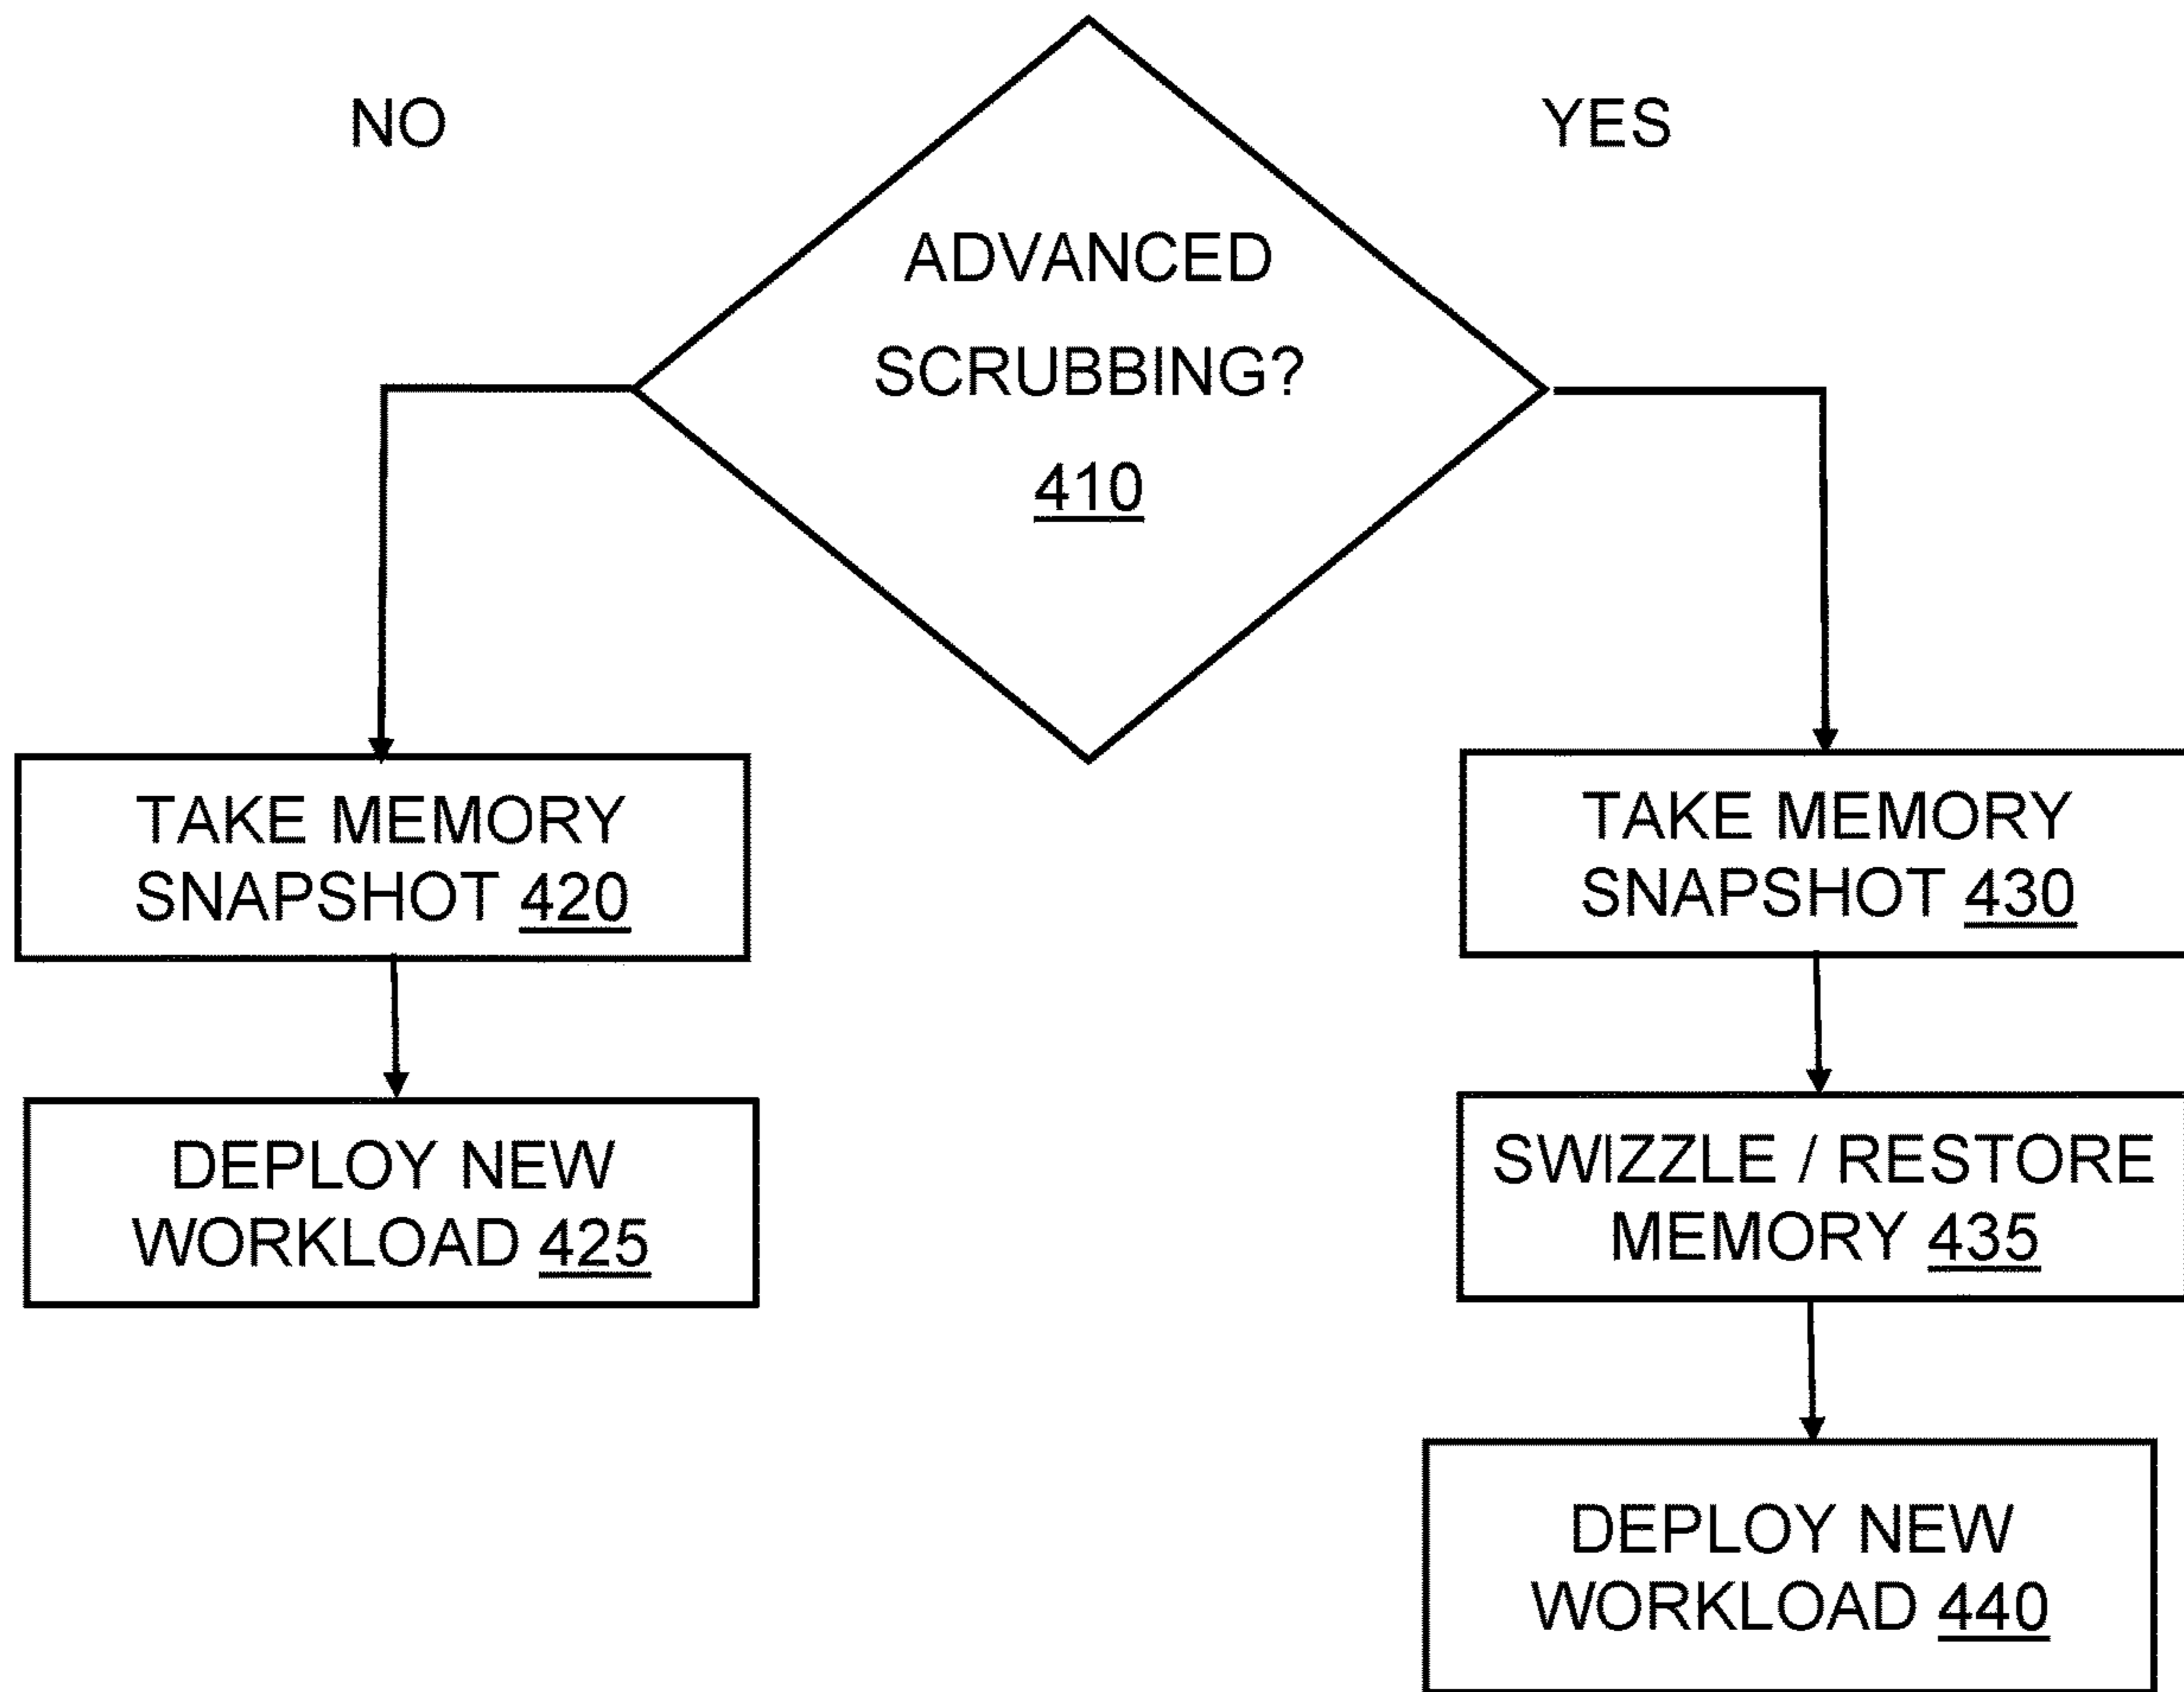 NO
YES
ADVANCED
SCRUBBING?
410
TAKE MEMORY
SNAPSHOT 420
DEPLOY NEW
WORKLOAD 425
TAKE MEMORY
SNAPSHOT 430
SWIZZLE / RESTORE
MEMORY 435
DEPLOY NEW
WORKLOAD 440